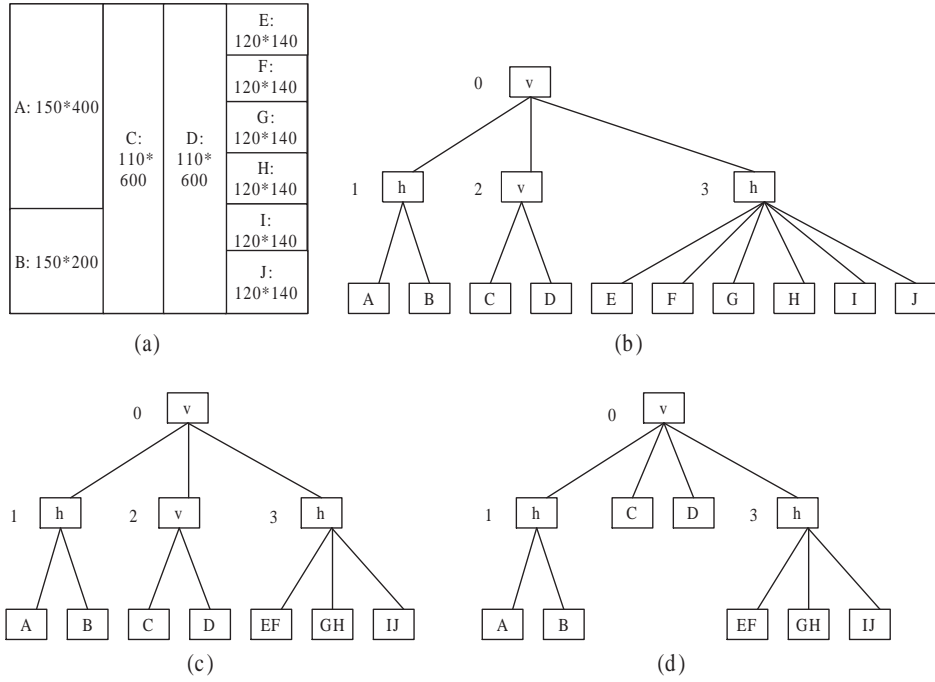 A: 150*400
B: 150*200
C:
110*
600
D:
110*
600
E:
120*140
F:
120*140
G:
120*140
H:
120*140
I:
120*140
J:
120*140
(a)
0 v
1 h 2 v 3 h
A B C D E F G H I J
(b)
0 v
1 h 2 v 3 h
A B C D EF GH IJ
(c)
0 v
1 h C D 3 h
A B EF GH IJ
(d)